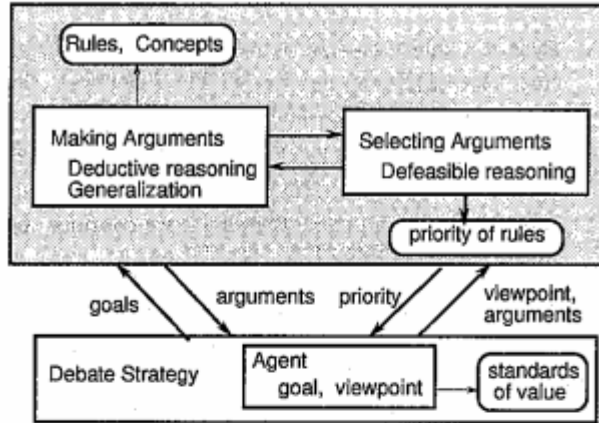 Rules, Concepts
Making Arguments
Deductive reasoning
Generalization
Selecting Arguments
Defeasible reasoning
priority of rules
goals
arguments
priority
viewpoint,
arguments
Debate Strategy
Agent
goal, viewpoint
standards
of value